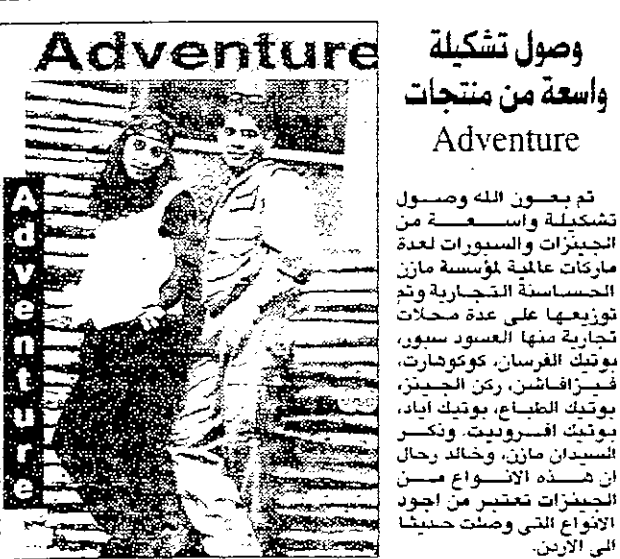 Adventure
Adventure
وصول تشكيلة
واسعة من منتجات
Adventure
تم بعون الله وصول
تشكيلة واسعة من
الجينزات والسبورات لعدة
ماركات عالمية لمؤسسة مازن
الحساسنة التجارية وتم
توزيعها على عدة محلات
تجارية منها العسود سبور،
بوتيك الفرسان، كوكوهارت،
فيزافاشن، ركن الجينز،
بوتيك الطباع، بوتيك اياد،
بوتيك افروديت. وذكر
السيدان مازن، وخالد رحال
ان هذه الانواع من
الجينزات تعتبر من اجود
الانواع التي وصلت حديثا
الى الاردن.